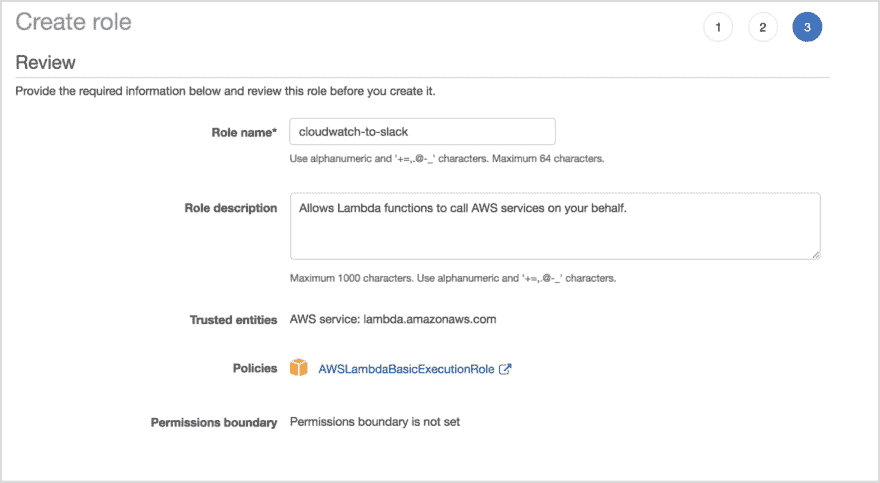 Create role
1 2 3
Review
Provide the required information below and review this role before you create it.
Role name* cloudwatch-to-slack
Use alphanumeric and '+=,.@-_' characters. Maximum 64 characters.
Role description Allows Lambda functions to call AWS services on your behalf.
Maximum 1000 characters. Use alphanumeric and '+=,.@-_' characters.
Trusted entities AWS service: lambda.amazonaws.com
Policies AWSLambdaBasicExecutionRole
Permissions boundary Permissions boundary is not set